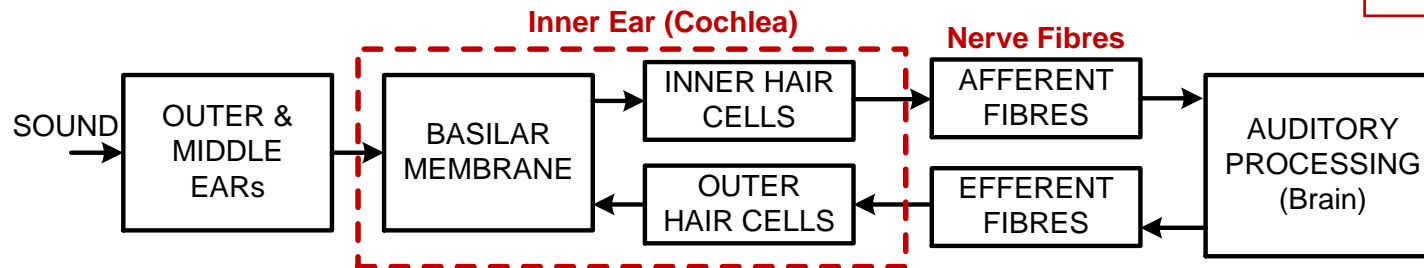 Inner Ear (Cochlea)
Nerve Fibres
SOUND
OUTER &
MIDDLE
EARs
BASILAR
MEMBRANE
INNER HAIR
CELLS
OUTER
HAIR CELLS
AFFERENT
FIBRES
EFFERENT
FIBRES
AUDITORY
PROCESSING
(Brain)